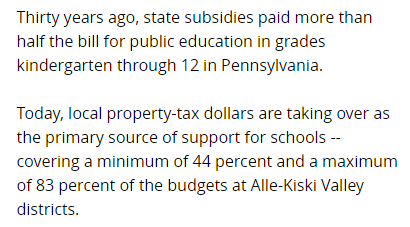 Thirty years ago, state subsidies paid more than
half the bill for public education in grades
kindergarten through 12 in Pennsylvania.
Today, local property-tax dollars are taking over as
the primary source of support for schools --
covering a minimum of 44 percent and a maximum
of 83 percent of the budgets at Alle-Kiski Valley
districts.